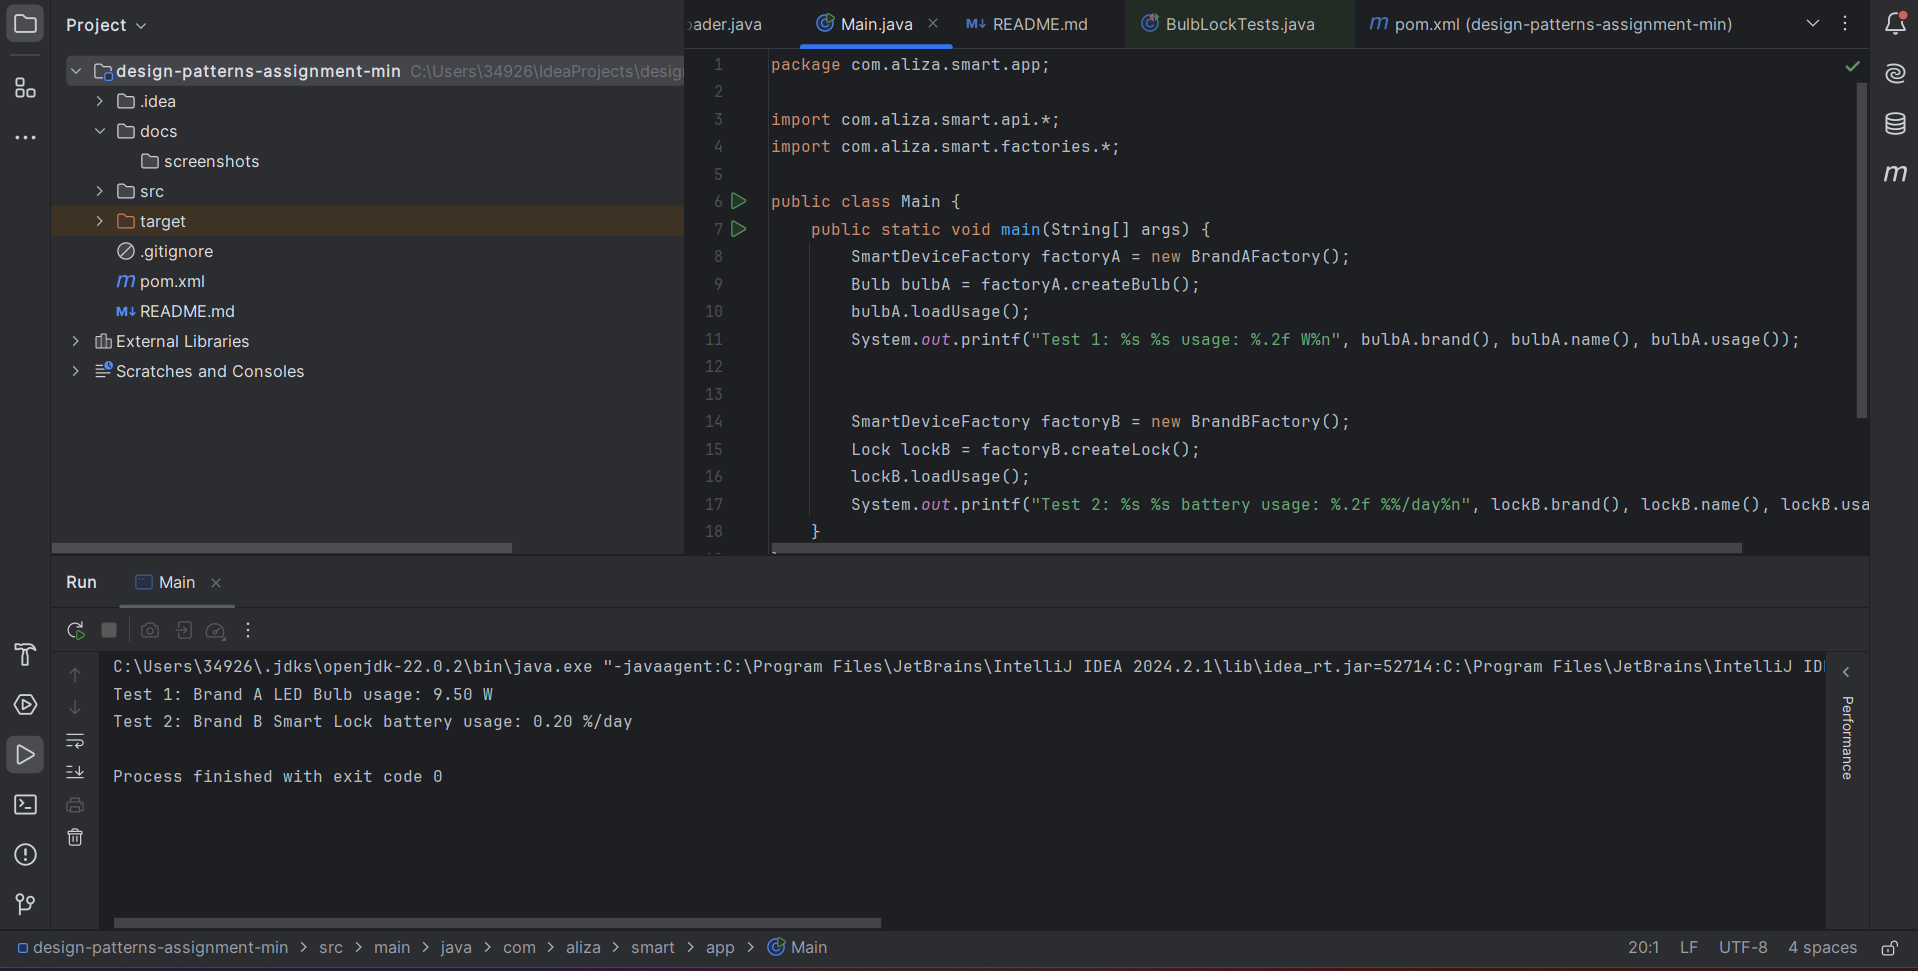 Project
design-patterns-assignment-min C:\Users\34926\IdeaProjects\desig
.idea
docs
screenshots
src
target
.gitignore
pom.xml
README.md
External Libraries
Scratches and Consoles
oader.java Main.java README.md BulbLockTests.java pom.xml (design-patterns-assignment-min)
1 package com.aliza.smart.app;
2
3 import com.aliza.smart.api.*;
4 import com.aliza.smart.factories.*;
5
6 public class Main {
7 public static void main(String[] args) {
8 SmartDeviceFactory factoryA = new BrandAFactory();
9 Bulb bulbA = factoryA.createBulb();
10 bulbA.loadUsage();
11 System.out.printf("Test 1: %s %s usage: %.2f W%n", bulbA.brand(), bulbA.name(), bulbA.usage());
12
13
14 SmartDeviceFactory factoryB = new BrandBFactory();
15 Lock lockB = factoryB.createLock();
16 lockB.loadUsage();
17 System.out.printf("Test 2: %s %s battery usage: %.2f %%/day%n", lockB.brand(), lockB.name(), lockB.usa
18 }
Run Main
C:\Users\34926\.jdks\openjdk-22.0.2\bin\java.exe "-javaagent:C:\Program Files\JetBrains\IntelliJ IDEA 2024.2.1\lib\idea_rt.jar=52714:C:\Program Files\JetBrains\IntelliJ IDE
Test 1: Brand A LED Bulb usage: 9.50 W
Test 2: Brand B Smart Lock battery usage: 0.20 %/day
Process finished with exit code 0
Performance
design-patterns-assignment-min > src > main > java > com > aliza > smart > app > Main
20:1 LF UTF-8 4 spaces